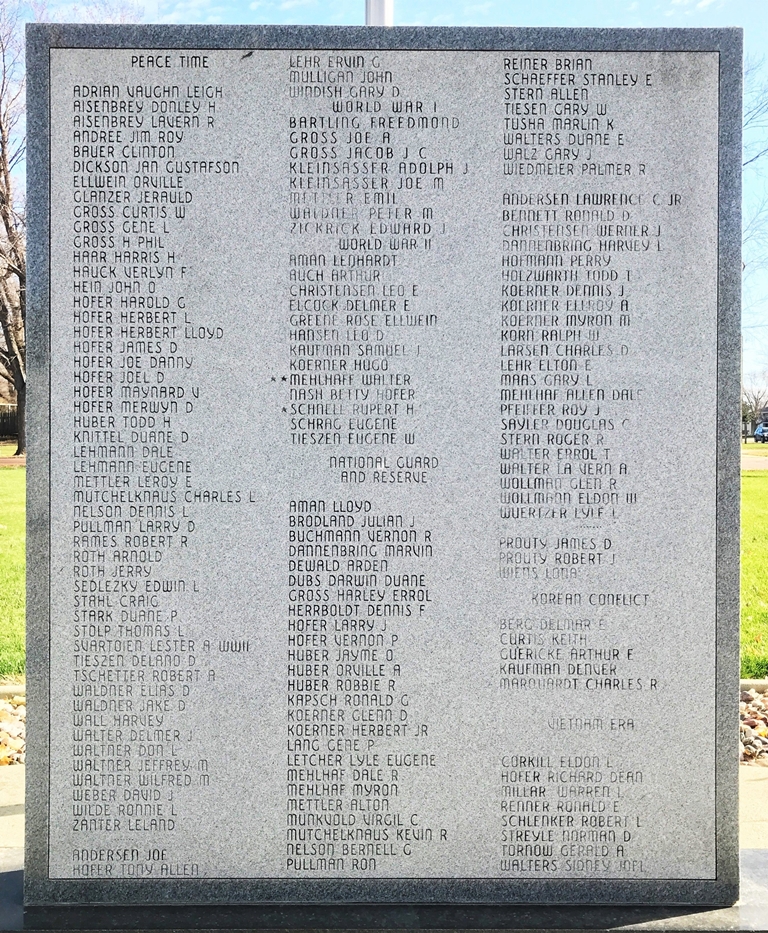 PEACE TIME
ADRIAN VAUGHN LEIGH
AISENBREY DONLEY H
AISENBREY LAVERN R
ANDREE JIM ROY
BAUER CLINTON
DICKSON JAN GUSTAFSON
ELLWEIN ORVILLE
GLANZER JERAULD
GROSS CURTIS W
GROSS GENE L
GROSS H PHIL
HAAR HARRIS H
HAUCK VERLYN F
HEIN JOHN O
HOFER HAROLD G
HOFER HERBERT L
HOFER HERBERT LLOYD
HOFER JAMES D
HOFER JOE DANNY
HOFER JOEL D
HOFER MAYNARD V
HOFER MERWYN D
HUBER TODD H
KNITTEL DUANE D
LEHMANN DALE
LEHMANN EUGENE
METTLER LEROY E
MUTCHELKNAUS CHARLES L
NELSON DENNIS L
PULLMAN LARRY D
RAMES ROBERT R
ROTH ARNOLD
ROTH JERRY
SEDLEZKY EDWIN L
STAHL CRAIG
STARK DUANE P
STOLP THOMAS L
SVARTOIEN LESTER A WWII
TIESZEN DELANO D
TSCHETTER ROBERT A
WALDNER ELIAS D
WALDNER JAKE D
WALL HARVEY
WALTER DELMER J
WALTNER DON L
WALTNER JEFFREY M
WALTNER WILFRED M
WEBER DAVID J
WILDE RONNIE L
ZANTER LELAND
ANDERSEN JOE
HOFER TONY ALLEN
LEHR ERVIN G
MULLIGAN JOHN
WINDISH GARY D
WORLD WAR I
BARTLING FREEDMOND
GROSS JOE A
GROSS JACOB J C
KLEINSASSER ADOLPH J
KLEINSASSER JOE M
METTLER EMIL
WALDNER PETER M
ZICKRICK EDWARD J
WORLD WAR II
AMAN LEONHARDT
AUCH ARTHUR
CHRISTENSEN LEO E
ELCOCK DELMER E
GREENE ROSE ELLWEIN
HANSEN LEO D
KAUFMAN SAMUEL J
KOERNER HUGO
★★MEHLHAFF WALTER
NASH BETTY HOFER
★SCHNELL RUPERT H
SCHRAG EUGENE
TIESZEN EUGENE W
NATIONAL GUARD
AND RESERVE
AMAN LLOYD
BRODLAND JULIAN J
BUCHMANN VERNON R
DANNENBRING MARVIN
DEWALD ARDEN
DUBS DARWIN DUANE
GROSS HARLEY ERROL
HERRBOLDT DENNIS F
HOFER LARRY J
HOFER VERNON P
HUBER JAYME O
HUBER ORVILLE A
HUBER ROBBIE R
KAPSCH RONALD G
KOERNER GLENN D
KOERNER HERBERT JR
LANG GENE P
LETCHER LYLE EUGENE
MEHLHAF DALE R
MEHLHAF MYRON
METTLER ALTON
MUNKVOLD VIRGIL C
MUTCHELKNAUS KEVIN R
NELSON BERNELL G
PULLMAN RON
REINER BRIAN
SCHAEFFER STANLEY E
STERN ALLEN
TIESEN GARY W
TUSHA MARLIN K
WALTERS DUANE E
WALZ GARY J
WIEDMEIER PALMER R
ANDERSEN LAWRENCE C JR
BENNETT RONALD D
CHRISTENSEN WERNER J
DANNENBRING HARVEY L
HOFMANN PERRY
HOLZWARTH TODD T
KOERNER DENNIS J
KOERNER ELLROY A
KOERNER MYRON M
KORN RALPH W
LARSEN CHARLES D
LEHR ELTON E
MAAS GARY L
MEHLHAF ALLEN DALE
PFEIFFER ROY J
SAYLER DOUGLAS C
STERN ROGER R
WALTER ERROL T
WALTER LA VERN A
WOLLMAN GLEN R
WOLLMANN ELDON W
WUERTZER LYLE L
PROUTY JAMES D
PROUTY ROBERT J
WIENS
KOREAN CONFLICT
BERG DELMAR E
CURTIS KEITH
GUERICKE ARTHUR E
KAUFMAN DENVER
MARQUARDT CHARLES R
VIETNAM ERA
CORKILL ELDON L
HOFER RICHARD DEAN
MILLAR WARREN L
RENNER RONALD E
SCHLENKER ROBERT L
STREYLE NORMAN D
TORNOW GERALD A
WALTERS SIDNEY JOEL